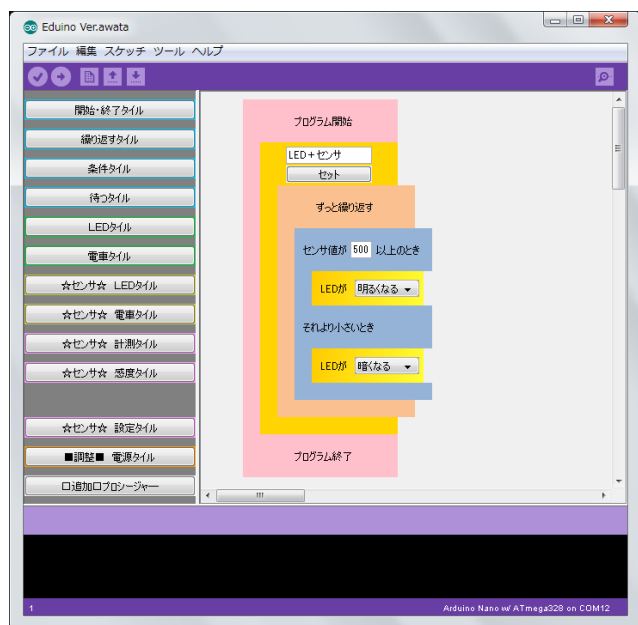 Eduino Ver.awata
ファイル 編集 スケッチ ツール ヘルプ
開始・終了タイル
繰り返すタイル
条件タイル
待つタイル
LEDタイル
電車タイル
☆センサ☆ LEDタイル
☆センサ☆ 電車タイル
☆センサ☆ 計測タイル
☆センサ☆ 感度タイル
☆センサ☆ 設定タイル
■調整■ 電源タイル
□追加□プロシージャー
プログラム開始
LED+センサ
セット
ずっと繰り返す
センサ値が 500 以上のとき
LEDが 明るくなる
それより小さいとき
LEDが 暗くなる
プログラム終了
1
Arduino Nano w/ ATmega328 on COM12